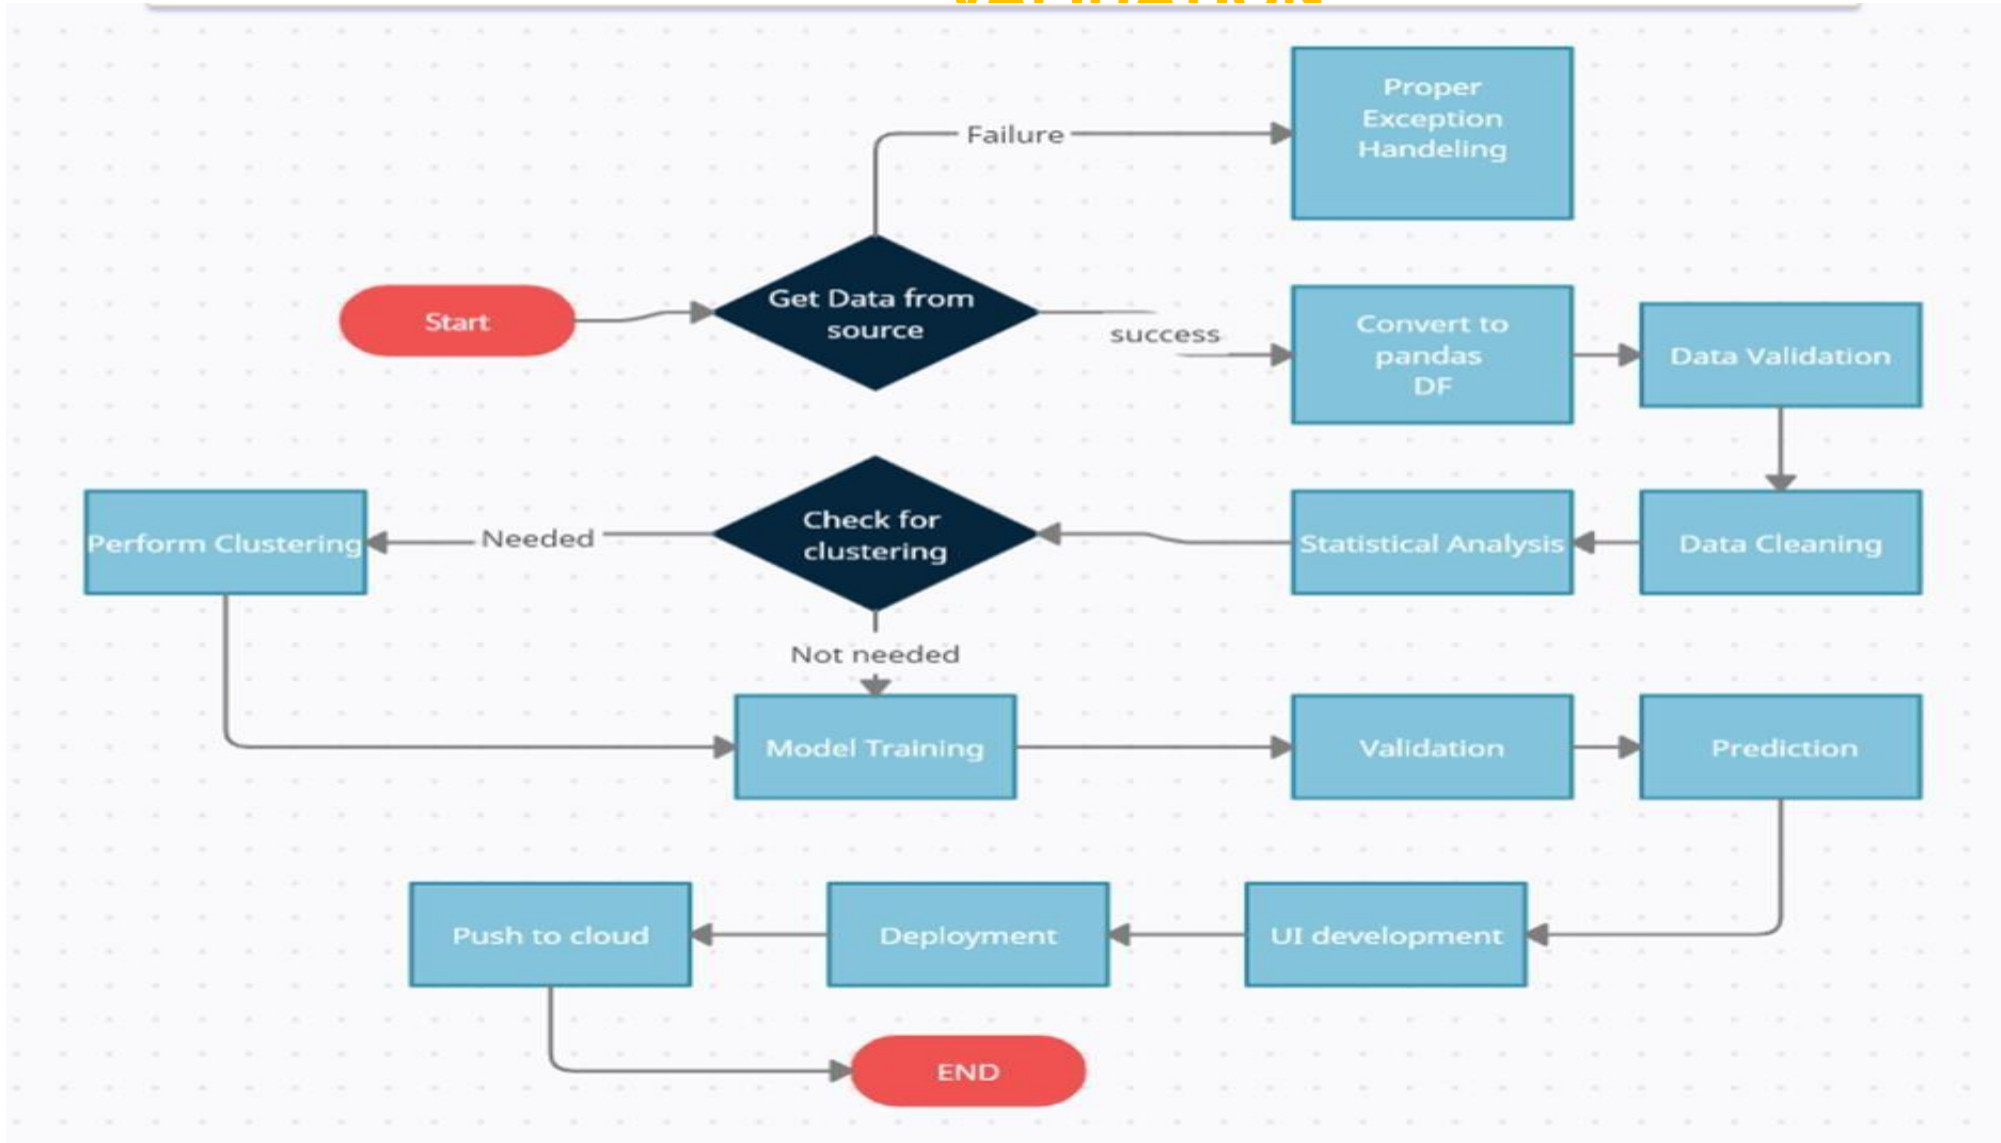 Failure
Proper
Exception
Handeling
Start
Get Data from
source
success
Convert to
pandas
DF
Data Validation
Perform Clustering
Needed
Check for
clustering
Statistical Analysis
Data Cleaning
Not needed
Model Training
Validation
Prediction
Push to cloud
Deployment
UI development
END